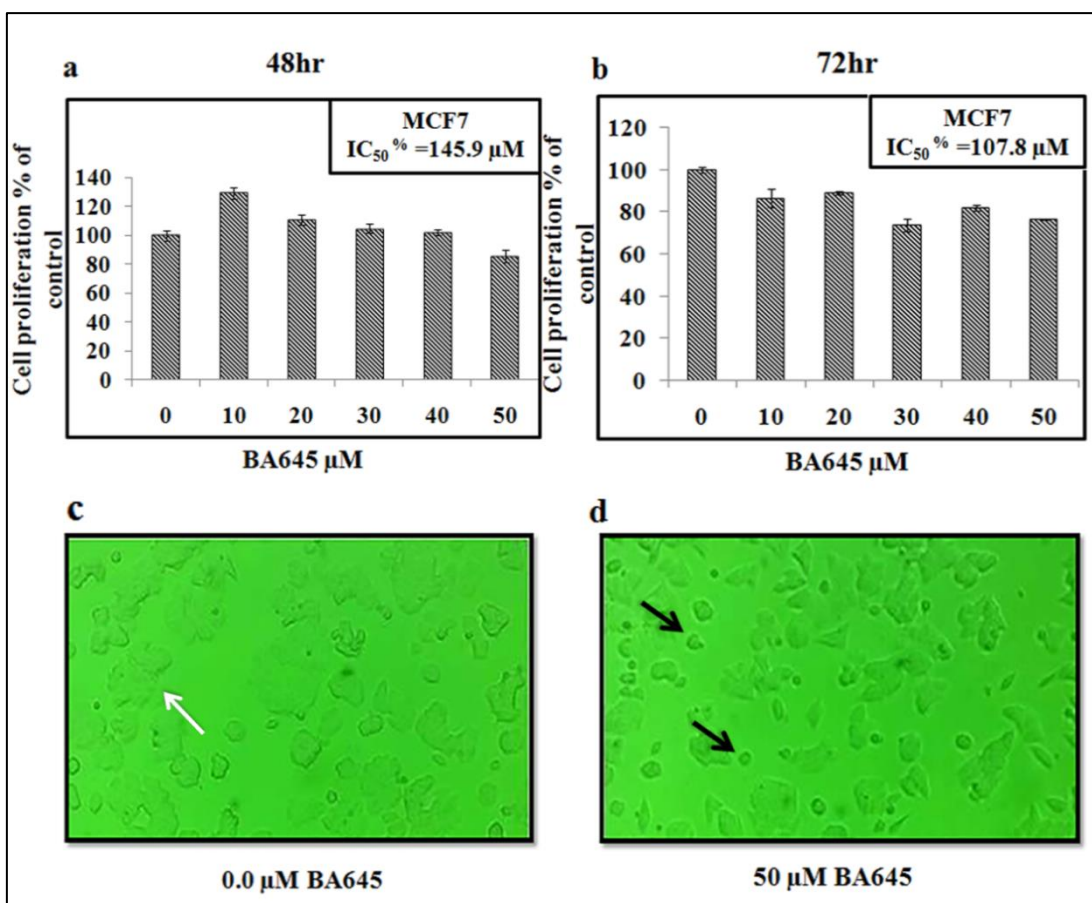 a
48hr
MCF7
IC50 % =145.9 µM
Cell proliferation % of
control
140
120
100
80
60
40
20
0
0 10 20 30 40 50
BA645 µM
b
72hr
MCF7
IC50 % =107.8 µM
Cell proliferation % of
control
120
100
80
60
40
20
0
0 10 20 30 40 50
BA645 µM
c
0.0 µM BA645
d
50 µM BA645